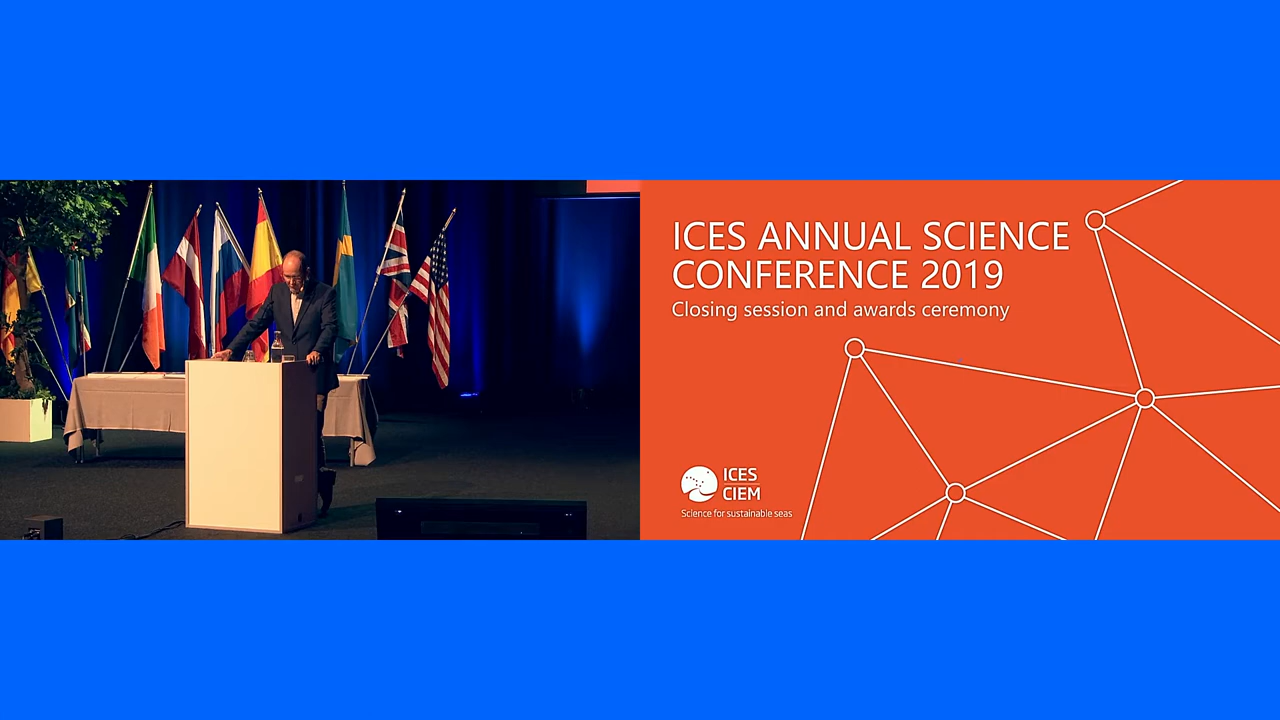 ICES ANNUAL SCIENCE
CONFERENCE 2019
Closing session and awards ceremony
ICES
CIEM
Science for sustainable seas